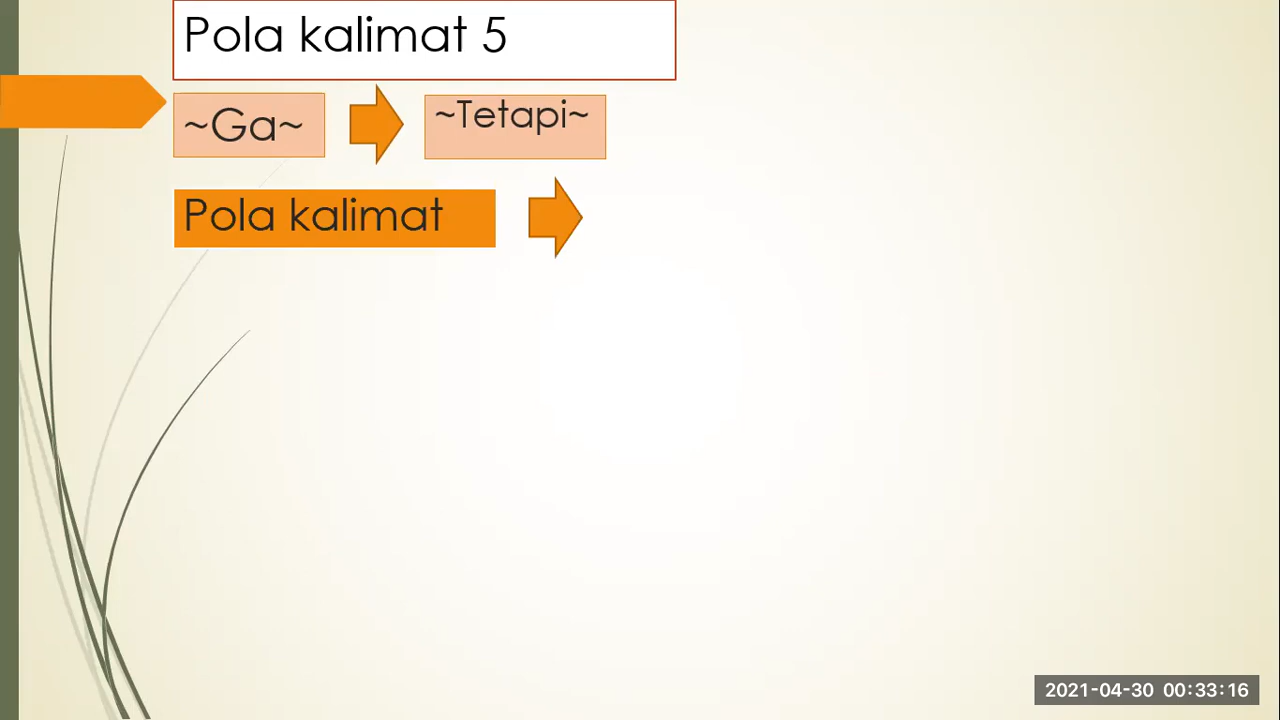 Pola kalimat 5
~Ga~
~Tetapi~
Pola kalimat
2021-04-30 00:33:16